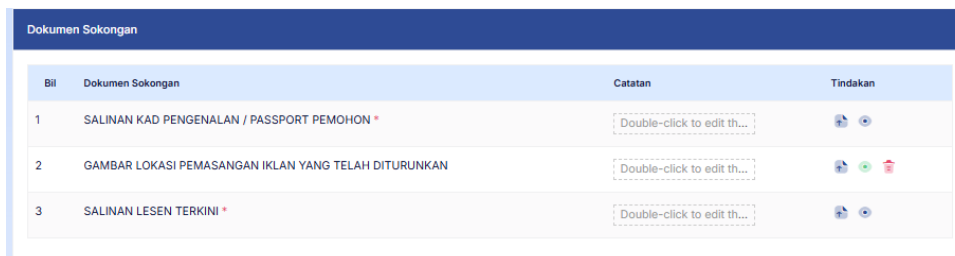 Dokumen Sokongan
Bil Dokumen Sokongan Catatan Tindakan
1 SALINAN KAD PENGENALAN / PASSPORT PEMOHON * Double-click to edit th...
2 GAMBAR LOKASI PEMASANGAN IKLAN YANG TELAH DITURUNKAN Double-click to edit th...
3 SALINAN LESEN TERKINI * Double-click to edit th...